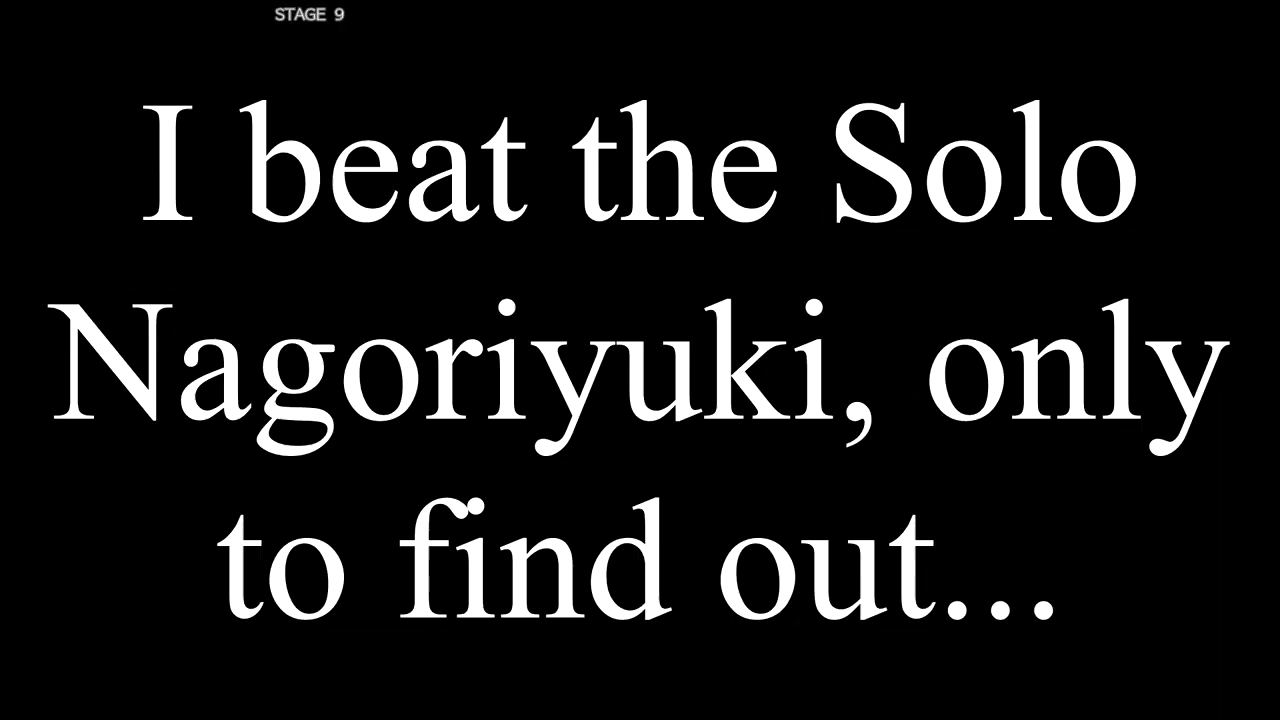 STAGE 9
I beat the Solo
Nagoriyuki, only
to find out...